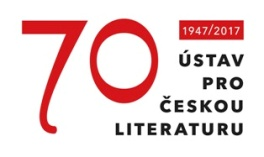 70
1947/2017
ÚSTAV
PRO
ČESKOU
LITERATURU